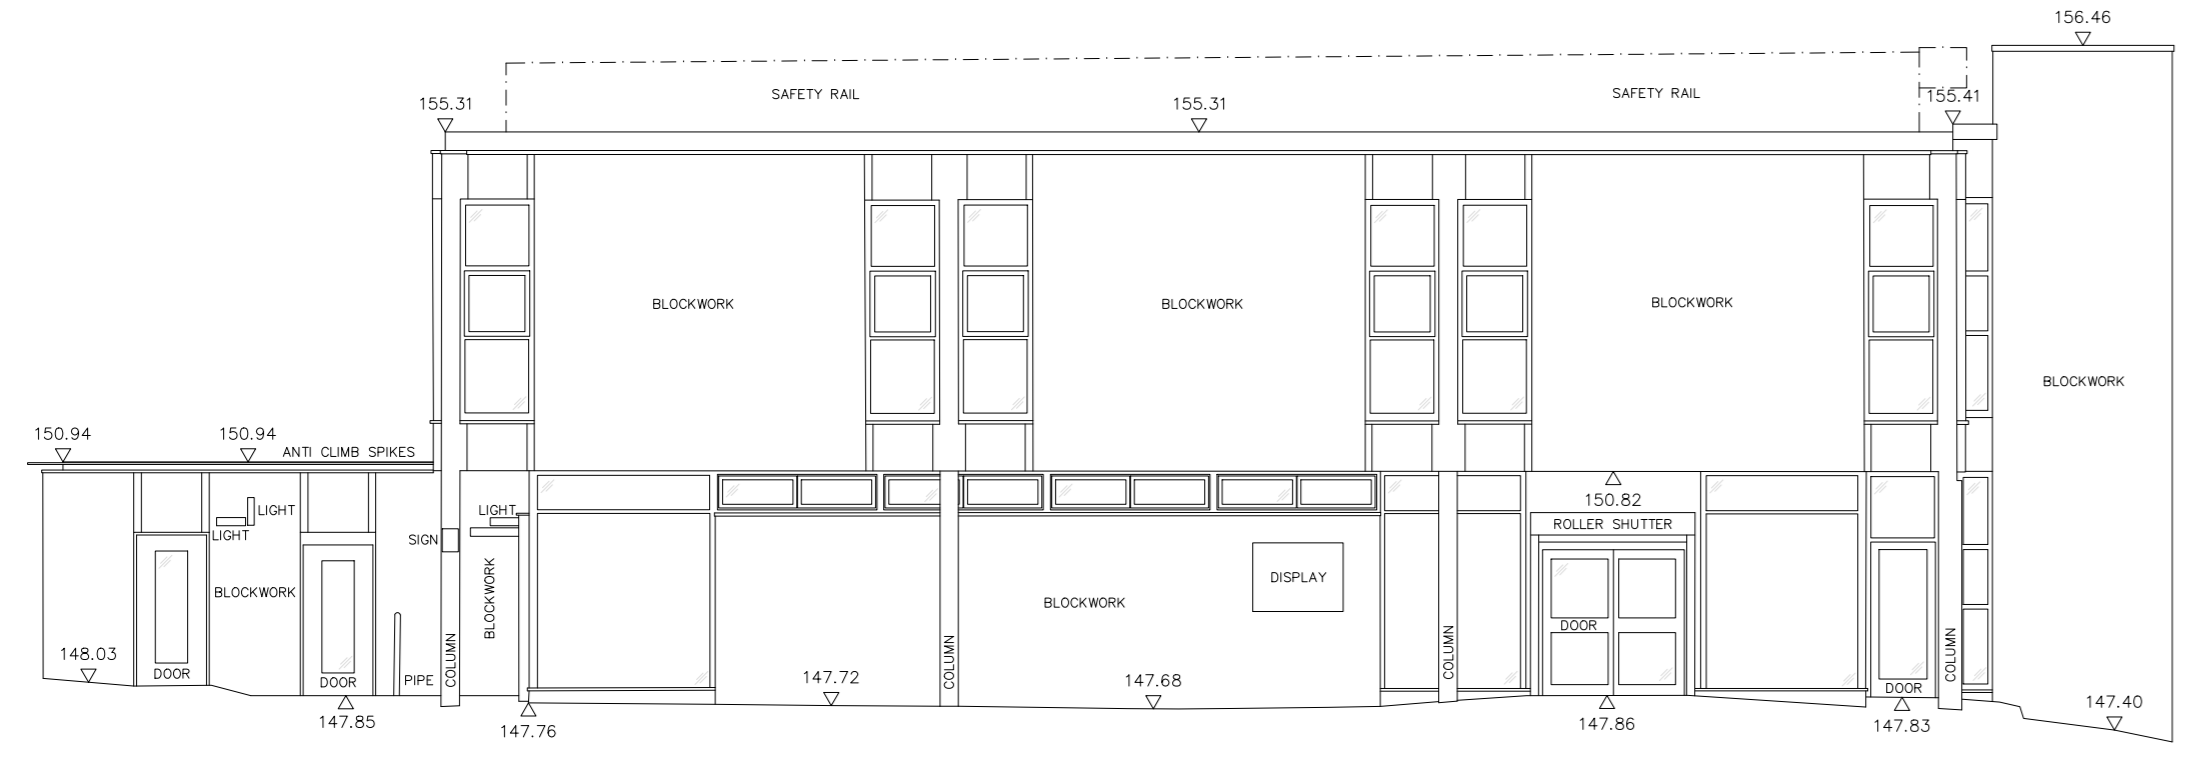 156.46
SAFETY RAIL
SAFETY RAIL
155.31
155.31
155.41
BLOCKWORK
BLOCKWORK
BLOCKWORK
BLOCKWORK
150.94
150.94
ANTI CLIMB SPIKES
150.82
LIGHT
LIGHT
LIGHT
SIGN
ROLLER SHUTTER
BLOCKWORK
BLOCKWORK
DISPLAY
BLOCKWORK
DOOR
148.03
COLUMN
COLUMN
COLUMN
COLUMN
DOOR
DOOR
PIPE
147.72
147.68
DOOR
147.85
147.76
147.86
147.83
147.40